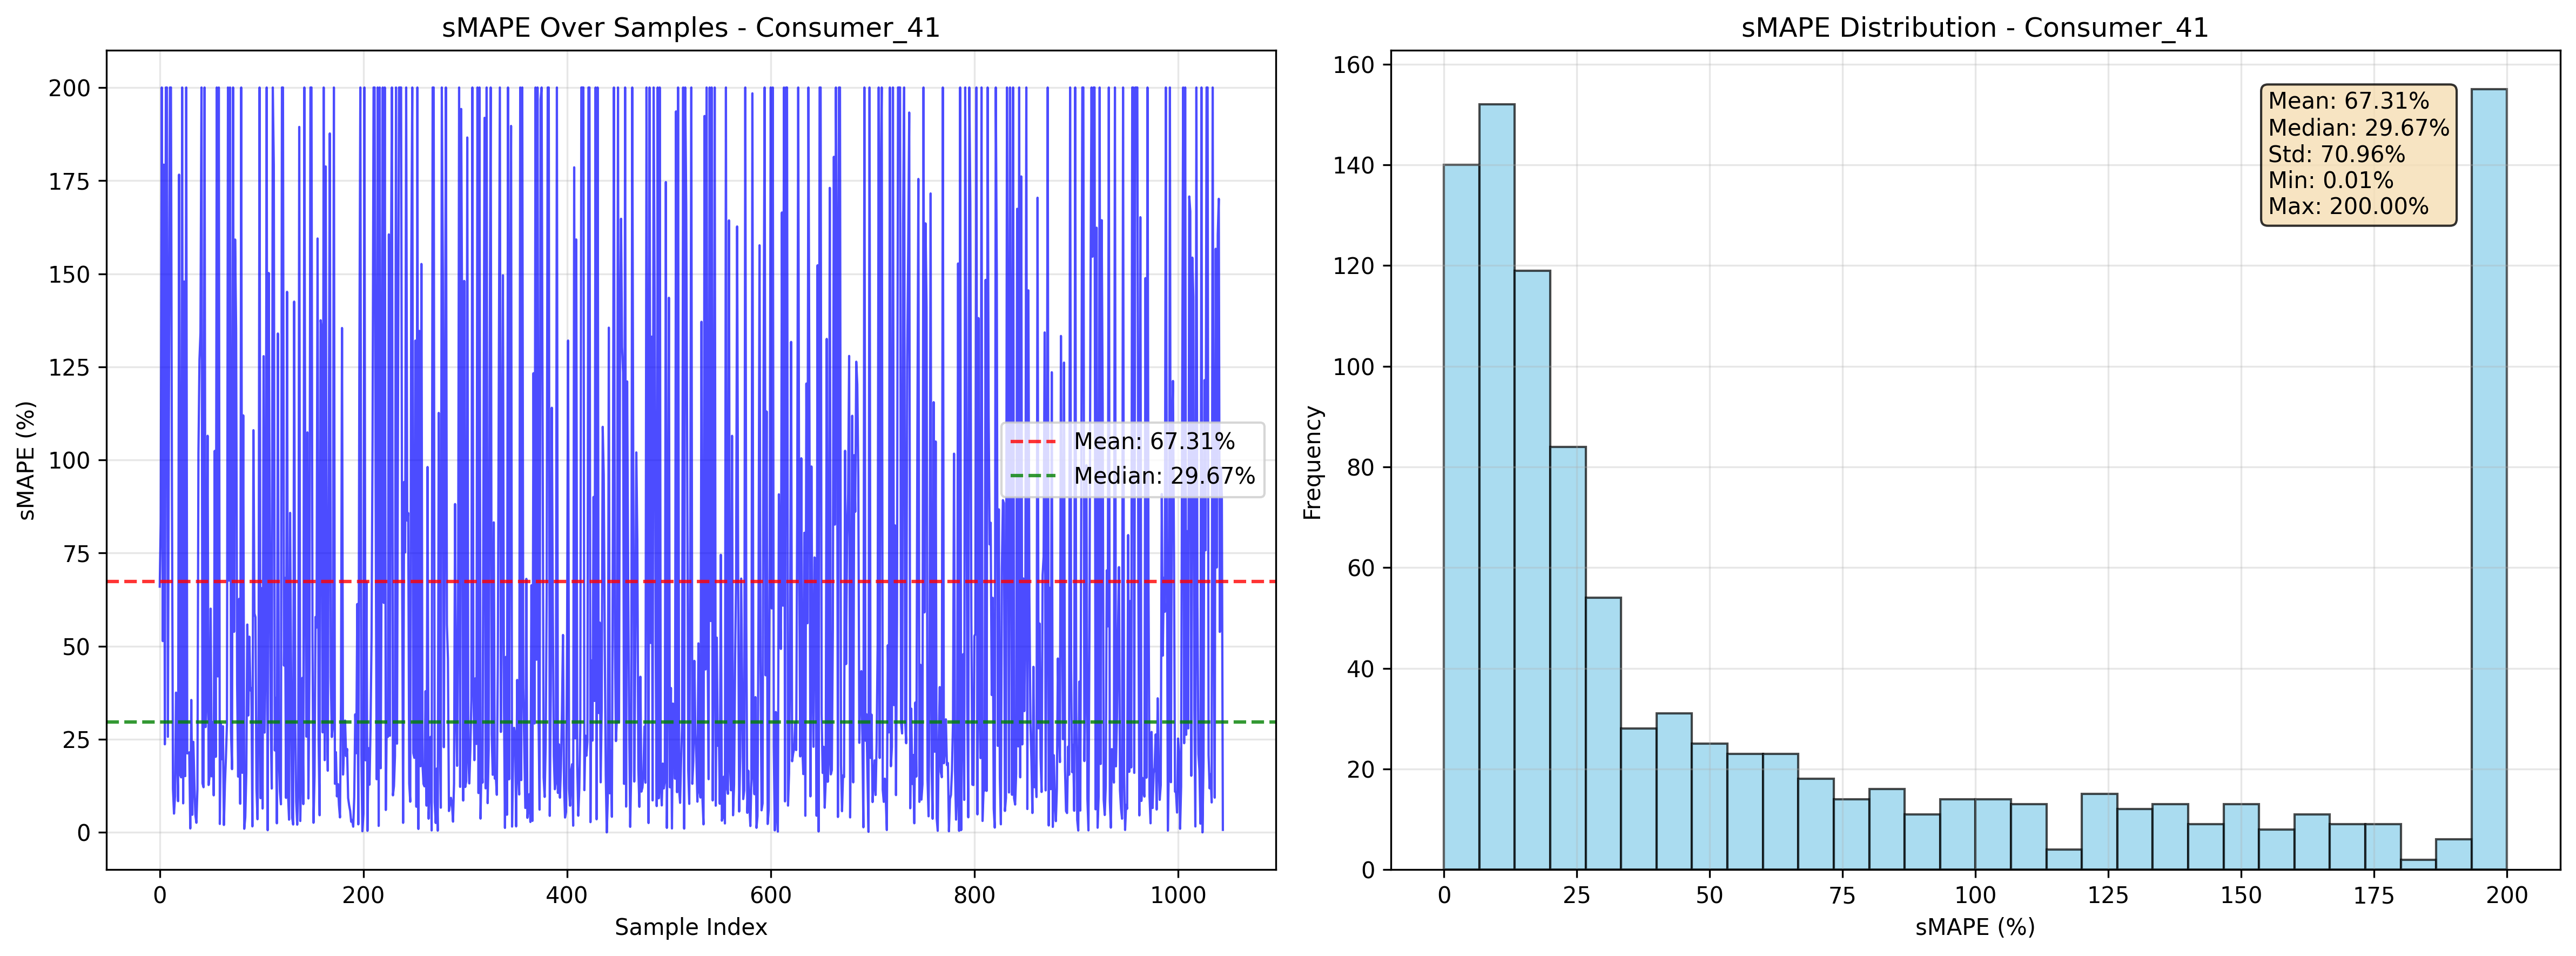 sMAPE Over Samples - Consumer_41
200
175
150
125
100
75
50
25
0
sMAPE (%)
Mean: 67.31%
Median: 29.67%
0
200
400
600
800
1000
Sample Index
sMAPE Distribution - Consumer_41
160
140
120
100
80
60
40
20
0
Frequency
Mean: 67.31%
Median: 29.67%
Std: 70.96%
Min: 0.01%
Max: 200.00%
0
25
50
75
100
125
150
175
200
sMAPE (%)